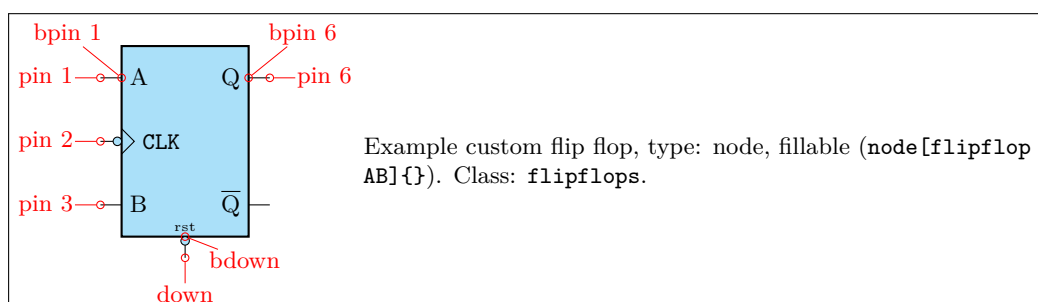 bpin 1 bpin 6
pin 1 A Q pin 6
pin 2 CLK
Example custom flip flop, type: node, fillable (node[flipflop
AB]{}). Class: flipflops.
pin 3 B Q̅
rst
bdown
down